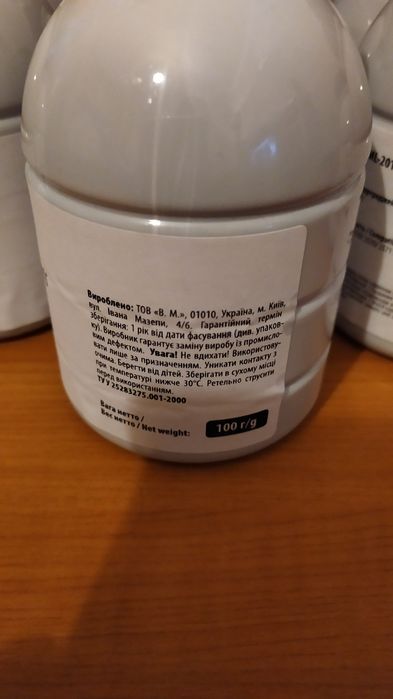 Вироблено: ТОВ «В. М.», 01010, Україна, м. Київ,
вул. Івана Мазепи, 4/6. Гарантійний термін
зберігання: 1 рік від дати фасування (див. упаков-
ку). Виробник гарантує заміну виробу із промисло-
вим дефектом. Увага! Не вдихати! Використову-
вати лише за призначенням. Уникати контакту з
очима. Берегти від дітей. Зберігати в сухому місці
при температурі нижче 30°С. Ретельно струсити
перед використанням.
ТУ У 25283275.001-2000
Вага нетто /
Вес нетто / Net weight:
100 г/g